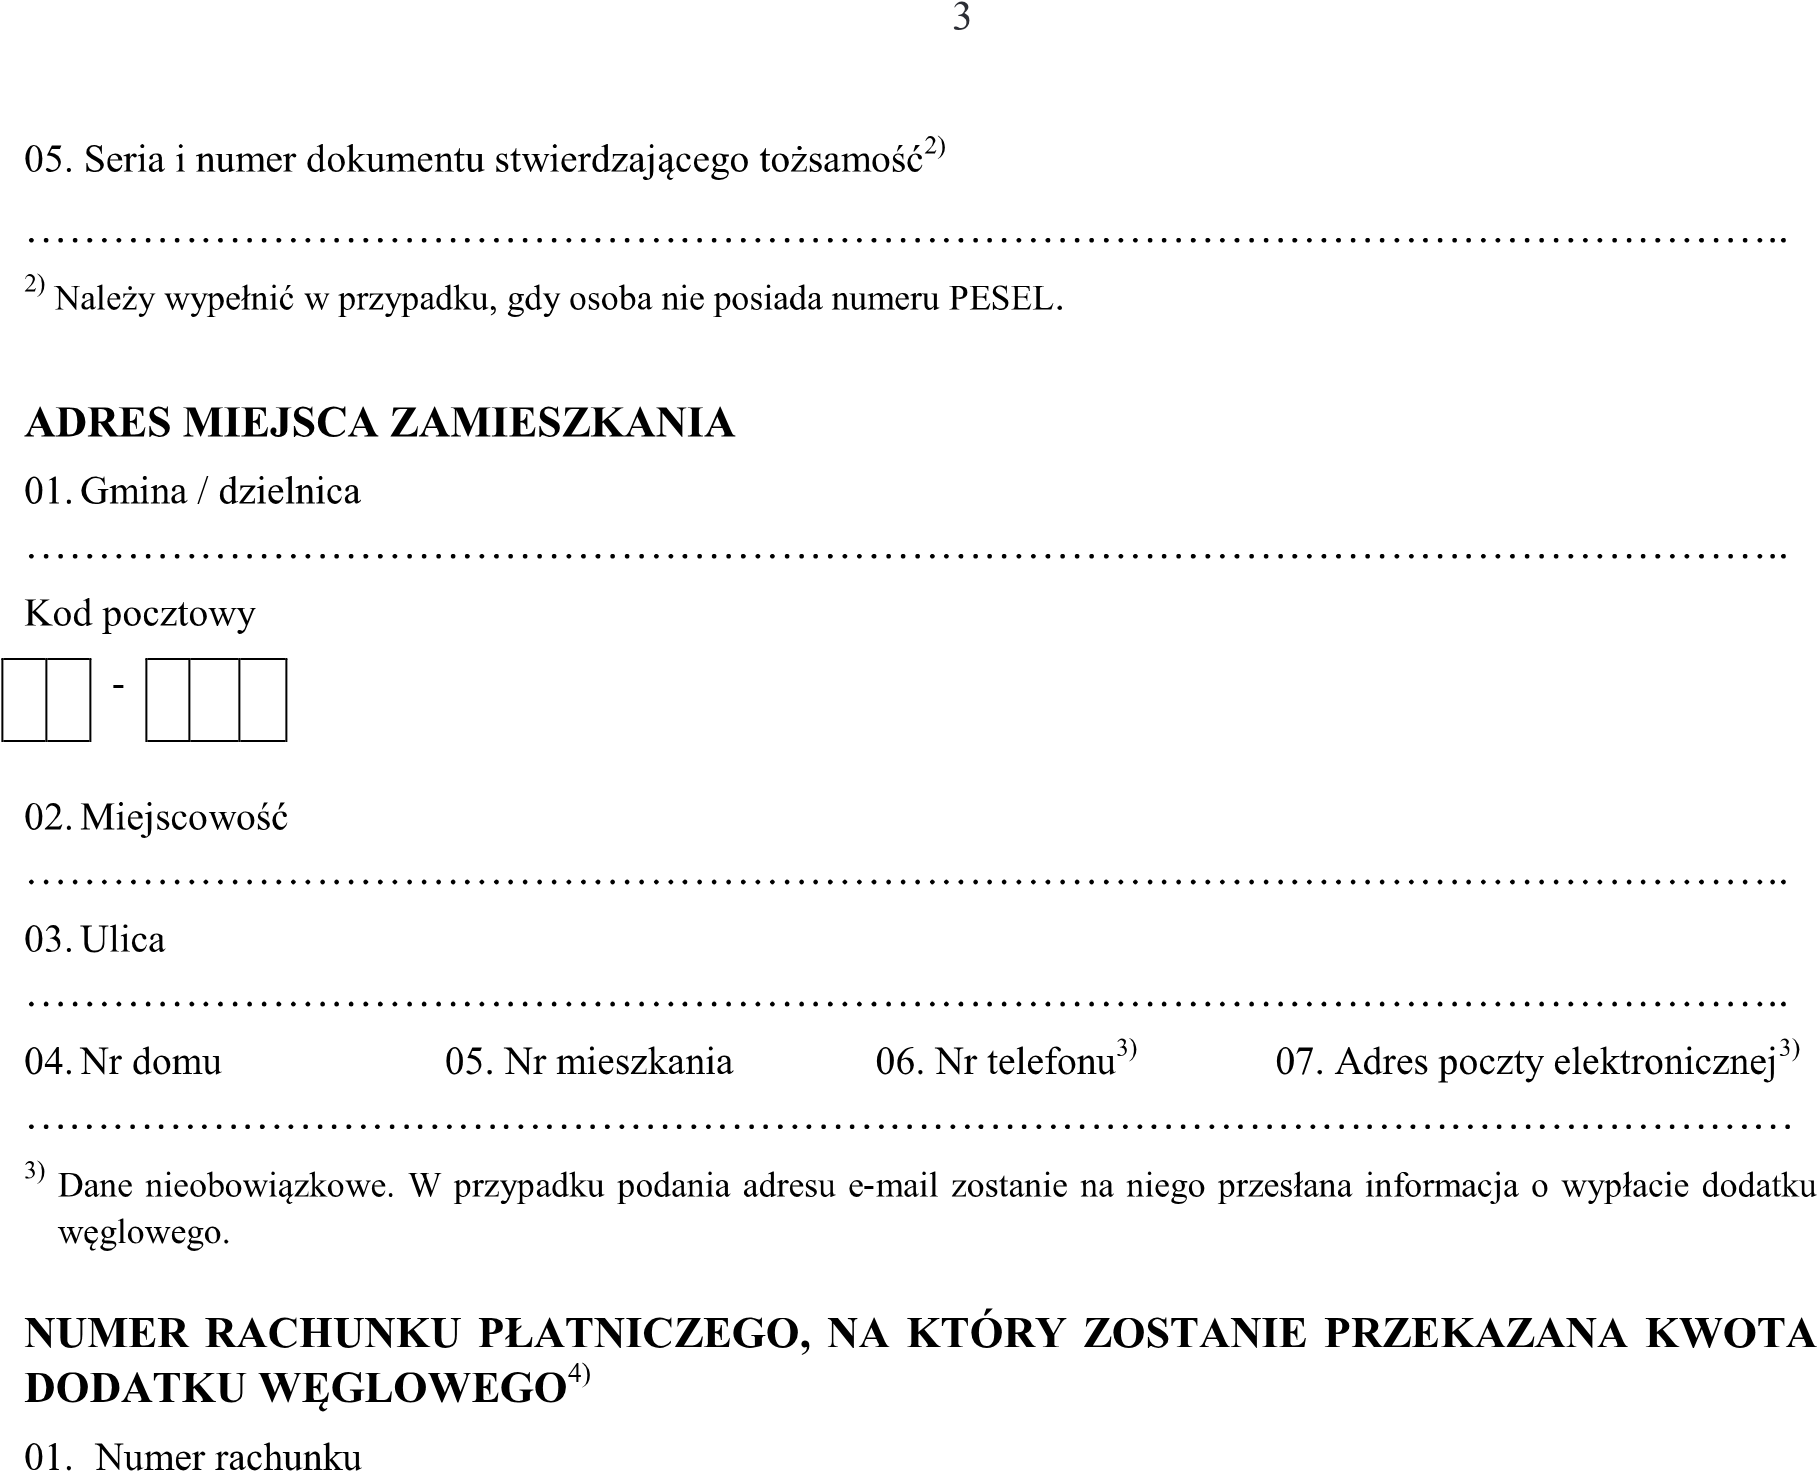 3
05. Seria i numer dokumentu stwierdzającego tożsamość2)
……………………………………………………………………………………………………………..
2) Należy wypełnić w przypadku, gdy osoba nie posiada numeru PESEL.
ADRES MIEJSCA ZAMIESZKANIA
01. Gmina / dzielnica
……………………………………………………………………………………………………………..
Kod pocztowy
-
02. Miejscowość
……………………………………………………………………………………………………………..
03. Ulica
……………………………………………………………………………………………………………..
04. Nr domu 05. Nr mieszkania 06. Nr telefonu3) 07. Adres poczty elektronicznej3)
………………………………………………………………………………………………………………
3) Dane nieobowiązkowe. W przypadku podania adresu e-mail zostanie na niego przesłana informacja o wypłacie dodatku
węglowego.
NUMER RACHUNKU PŁATNICZEGO, NA KTÓRY ZOSTANIE PRZEKAZANA KWOTA
DODATKU WĘGLOWEGO4)
01. Numer rachunku